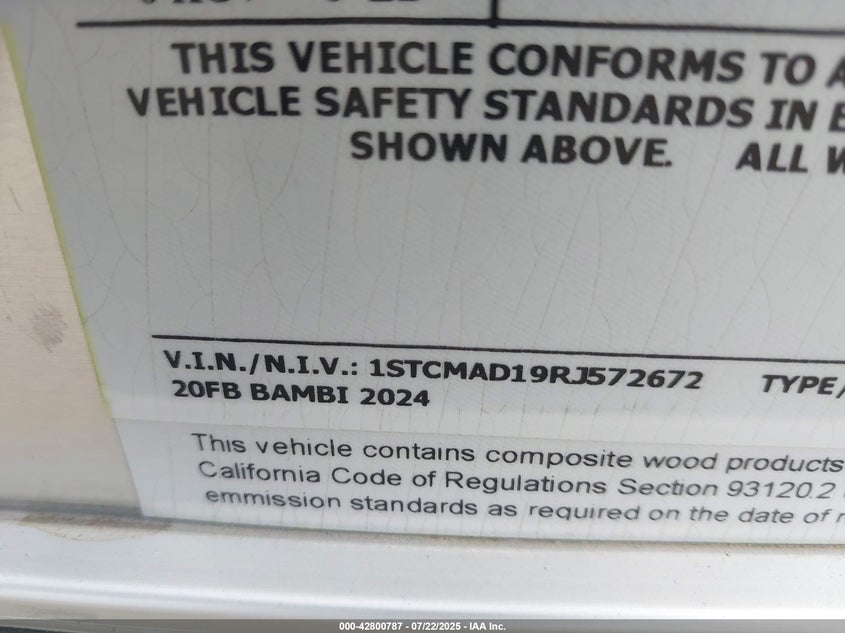 THIS VEHICLE CONFORMS TO A
VEHICLE SAFETY STANDARDS IN E
SHOWN ABOVE. ALL W
V.I.N./N.I.V.: 1STCMAD19RJ572672 TYPE/
20FB BAMBI 2024
This vehicle contains composite wood products
California Code of Regulations Section 93120.2
emmission standards as required on the date of
000-42800787 - 07/22/2025 - IAA Inc.